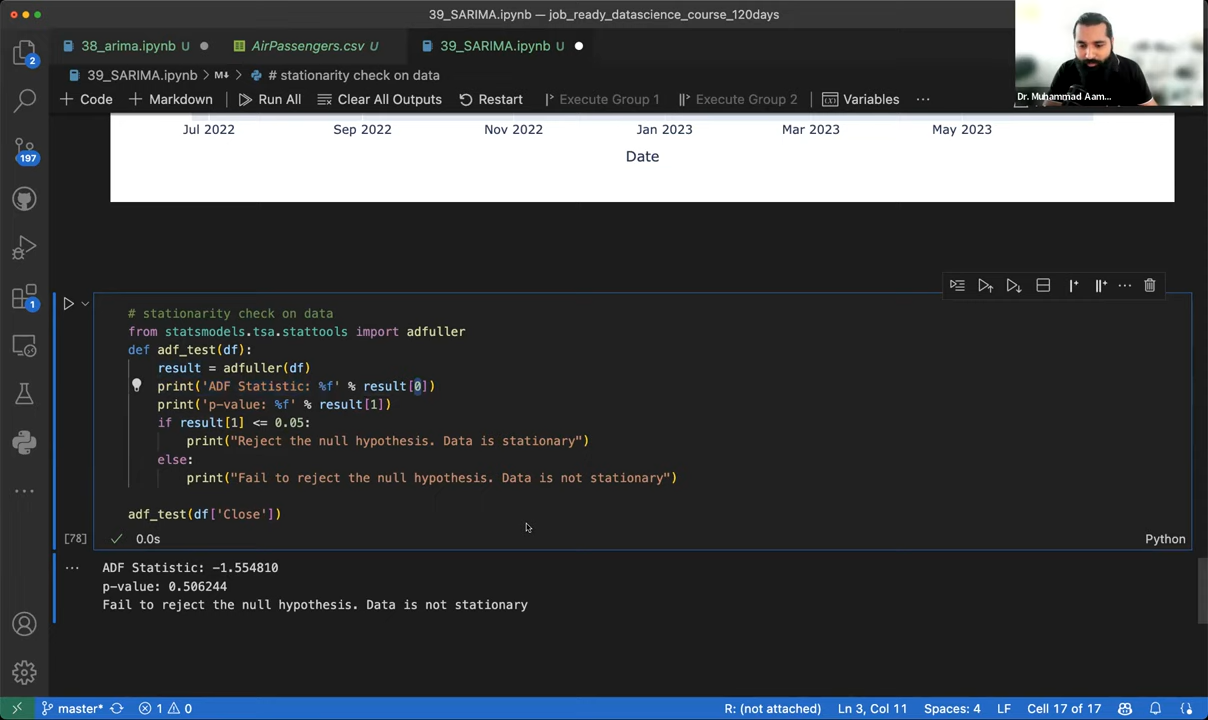 39_SARIMA.ipynb — job_ready_datascience_course_120days
38_arima.ipynb U
AirPassengers.csv U
39_SARIMA.ipynb U
39_SARIMA.ipynb > M↓ > # stationarity check on data
+ Code + Markdown Run All Clear All Outputs Restart Execute Group 1 Execute Group 2 Variables ...
Dr. Muhammad Aam...
2
197
1
Jul 2022 Sep 2022 Nov 2022 Jan 2023 Mar 2023 May 2023
Date
# stationarity check on data
from statsmodels.tsa.stattools import adfuller
def adf_test(df):
result = adfuller(df)
print('ADF Statistic: %f' % result[0])
print('p-value: %f' % result[1])
if result[1] <= 0.05:
print("Reject the null hypothesis. Data is stationary")
else:
print("Fail to reject the null hypothesis. Data is not stationary")
adf_test(df['Close'])
[78] 0.0s Python
ADF Statistic: -1.554810
p-value: 0.506244
Fail to reject the null hypothesis. Data is not stationary
master* 1 0 R: (not attached) Ln 3, Col 11 Spaces: 4 LF Cell 17 of 17